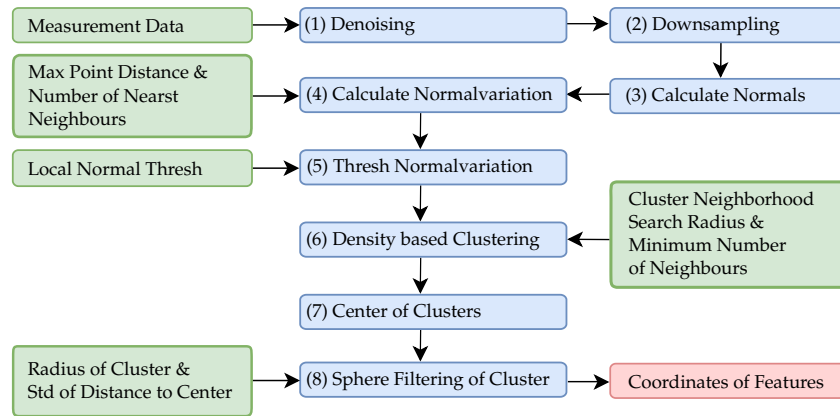 Measurement Data
(1) Denoising
(2) Downsampling
Max Point Distance &
Number of Nearst
Neighbours
(4) Calculate Normalvariation
(3) Calculate Normals
Local Normal Thresh
(5) Thresh Normalvariation
(6) Density based Clustering
Cluster Neighborhood
Search Radius &
Minimum Number
of Neighbours
(7) Center of Clusters
Radius of Cluster &
Std of Distance to Center
(8) Sphere Filtering of Cluster
Coordinates of Features